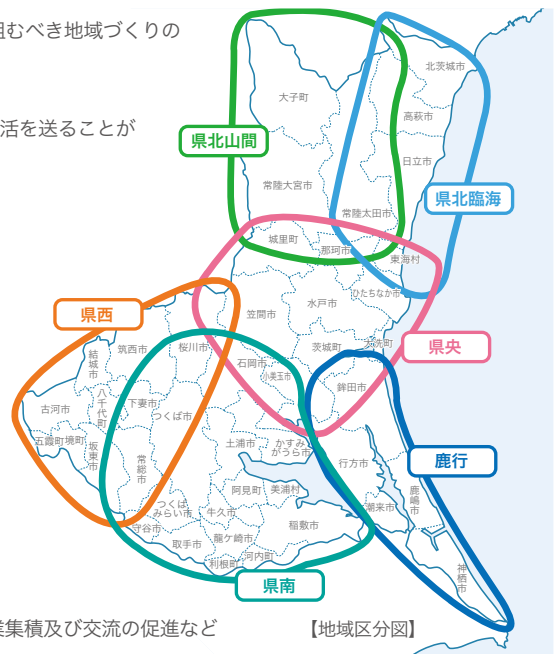 組むべき地域づくりの
活を送ることが
北茨城市
大子町
高萩市
県北山間
日立市
常陸大宮市
県北臨海
常陸太田市
城里町
那珂市
東海村
ひたちなか市
水戸市
笠間市
県西
県央
茨城町
大洗町
筑西市
桜川市
石岡市
小美玉市
結城市
鉾田市
八千代町
下妻市
古河市
つくば市
五霞町
境町
坂東市
土浦市
かすみがうら市
常総市
行方市
鹿行
阿見町
美浦村
鹿嶋市
つくばみらい市
牛久市
潮来市
守谷市
稲敷市
取手市
龍ケ崎市
河内町
利根町
神栖市
県南
業集積及び交流の促進など
【地域区分図】